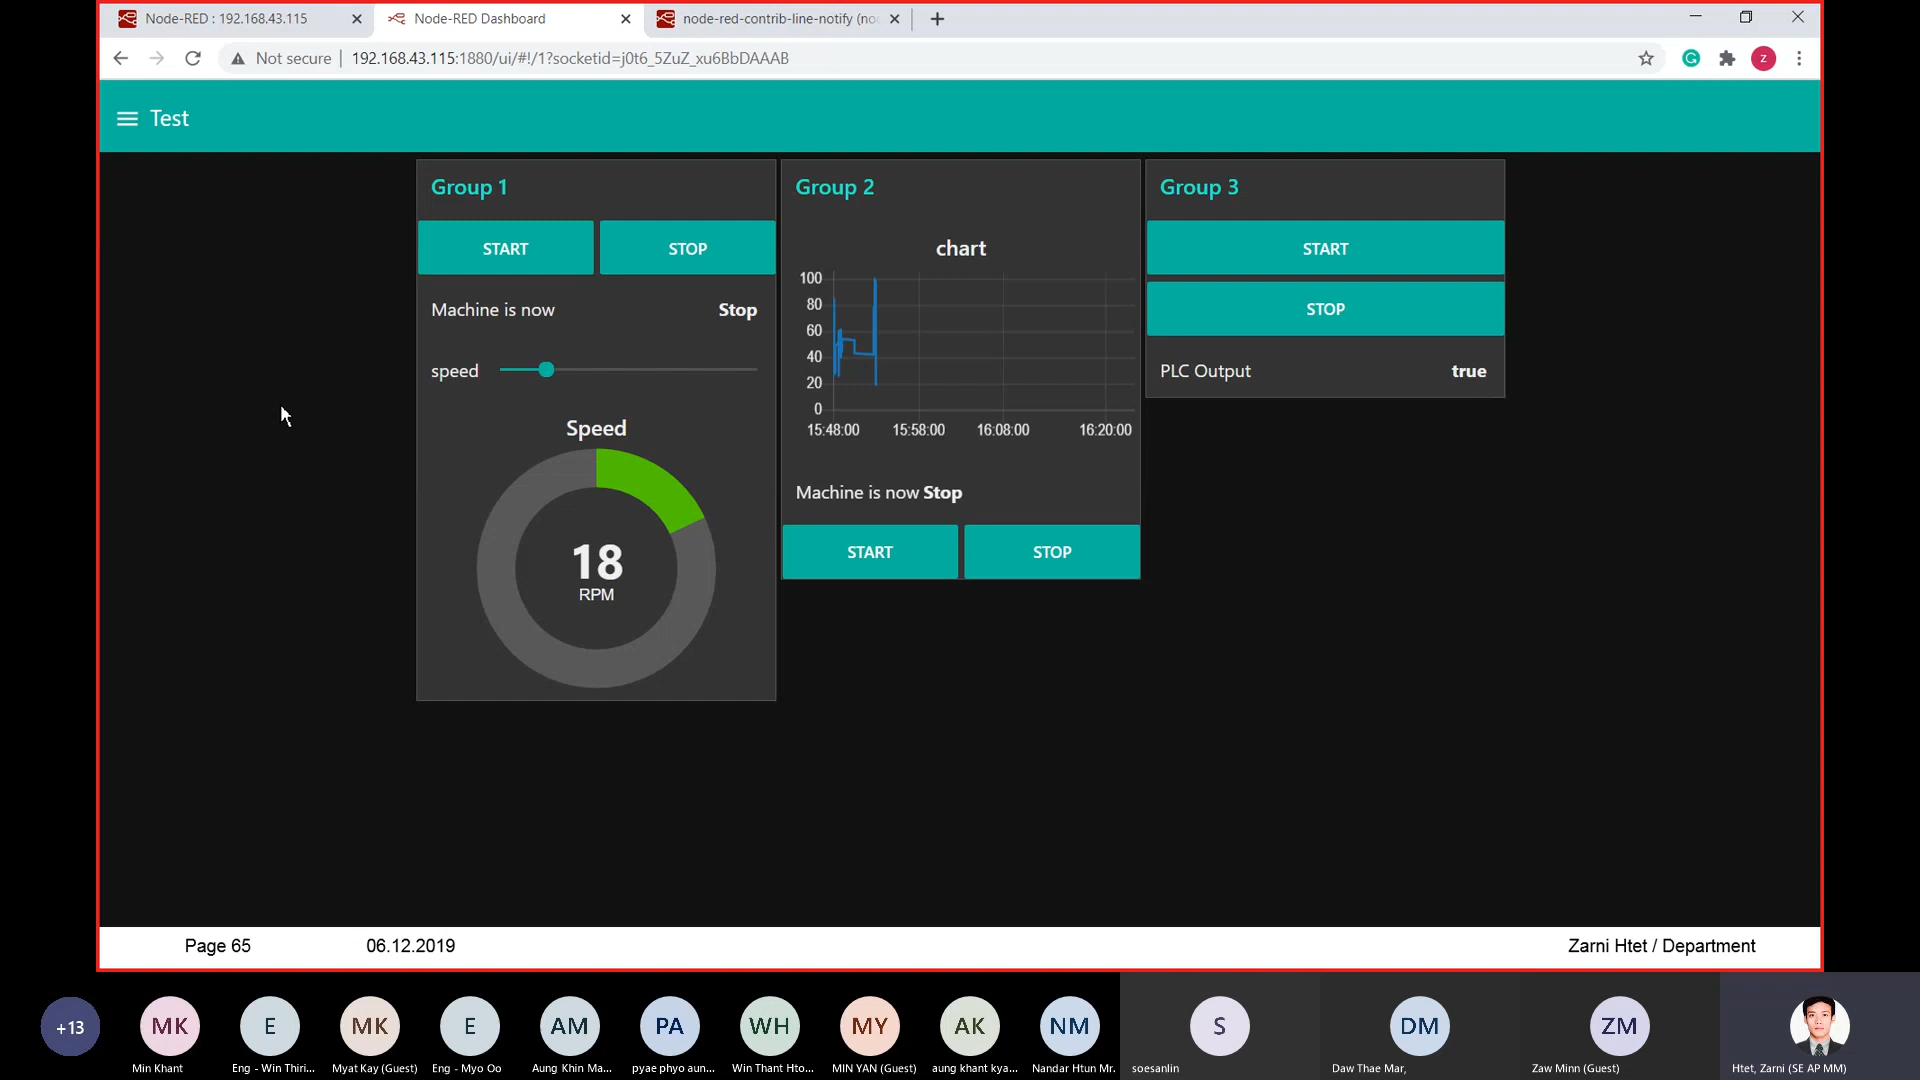 Node-RED : 192.168.43.115
Node-RED Dashboard
node-red-contrib-line-notify (no
Not secure
192.168.43.115:1880/ui/#!/1?socketid=j0t6_5ZuZ_xu6BbDAAAB
Z
Test
Group 1
START
STOP
Machine is now
Stop
speed
Speed
18
RPM
Group 2
chart
100
80
60
40
20
0
15:48:00
15:58:00
16:08:00
16:20:00
Machine is now Stop
START
STOP
Group 3
START
STOP
PLC Output
true
Page 65
06.12.2019
Zarni Htet / Department
+13
MK
E
MK
E
AM
PA
WH
MY
AK
NM
S
DM
ZM
Min Khant
Eng - Win Thiri...
Myat Kay (Guest)
Eng - Myo Oo
Aung Khin Ma...
pyae phyo aun...
Win Thant Hto...
MIN YAN (Guest)
aung khant kya...
Nandar Htun Mr.
soesanlin
Daw Thae Mar,
Zaw Minn (Guest)
Htet, Zarni (SE AP MM)